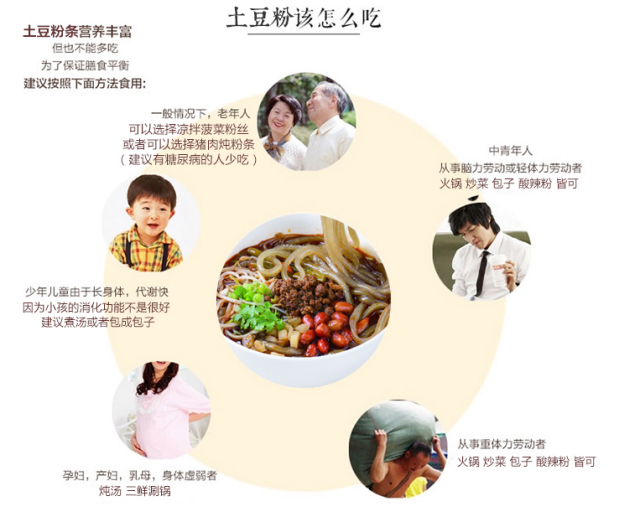 土豆粉该怎么吃
土豆粉条营养丰富
但也不能多吃
为了保证膳食平衡
建议按照下面方法食用:
一般情况下，老年人
可以选择凉拌菠菜粉丝
或者可以选择猪肉炖粉条
（建议有糖尿病的人少吃）
中青年人
从事脑力劳动或轻体力劳动者
火锅 炒菜 包子 酸辣粉 皆可
少年儿童由于长身体，代谢快
因为小孩的消化功能不是很好
建议煮汤或者包成包子
从事重体力劳动者
火锅 炒菜 包子 酸辣粉 皆可
孕妇，产妇，乳母，身体虚弱者
炖汤 三鲜涮锅